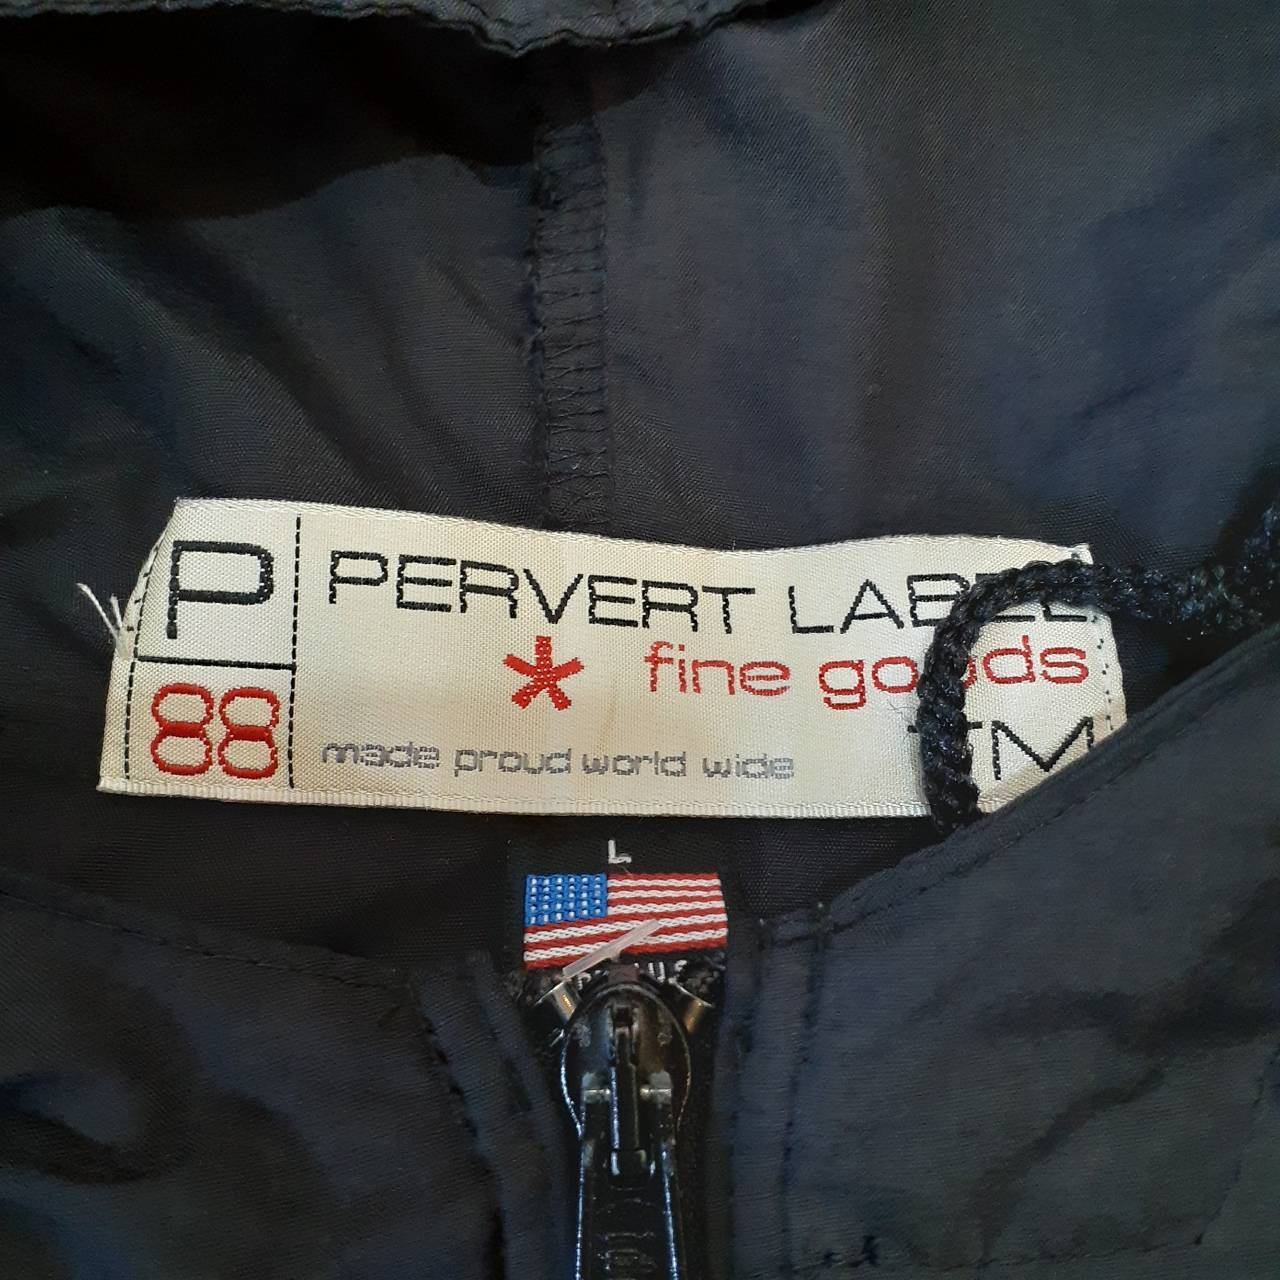 P
88
PERVERT LABEL
* fine goods
made proud world wide
TM
L